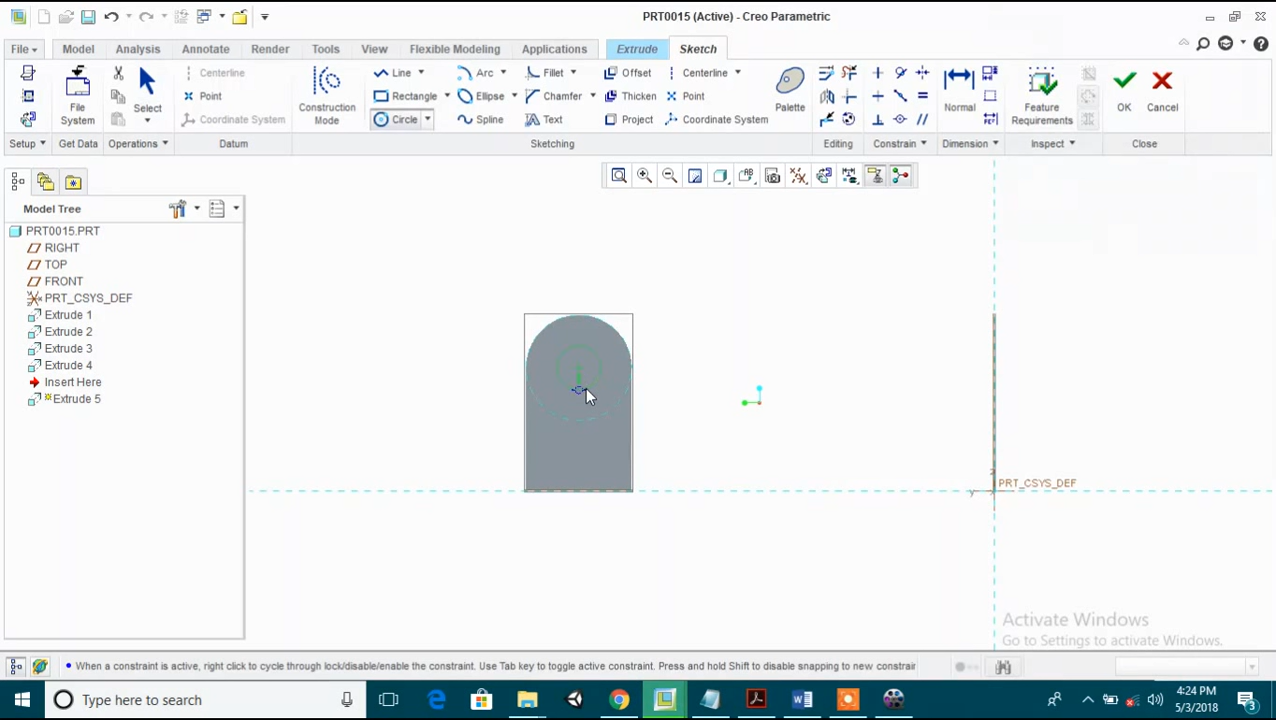 PRT0015 (Active) - Creo Parametric
File Model Analysis Annotate Render Tools View Flexible Modeling Applications Extrude Sketch
Centerline Line Arc Fillet Offset Centerline
Point Rectangle Ellipse Chamfer Thicken Point
Coordinate System Circle Spline Text Project Coordinate System
File System
Select
Construction Mode
Palette
Normal
Feature Requirements
OK
Cancel
Setup Get Data Operations Datum Sketching Editing Constrain Dimension Inspect Close
Model Tree
PRT0015.PRT
RIGHT
TOP
FRONT
PRT_CSYS_DEF
Extrude 1
Extrude 2
Extrude 3
Extrude 4
Insert Here
Extrude 5
PRT_CSYS_DEF
Activate Windows
Go to Settings to activate Windows.
When a constraint is active, right click to cycle through lock/disable/enable the constraint. Use Tab key to toggle active constraint. Press and hold Shift to disable snapping to new constrair
Type here to search
4:24 PM
5/3/2018
3